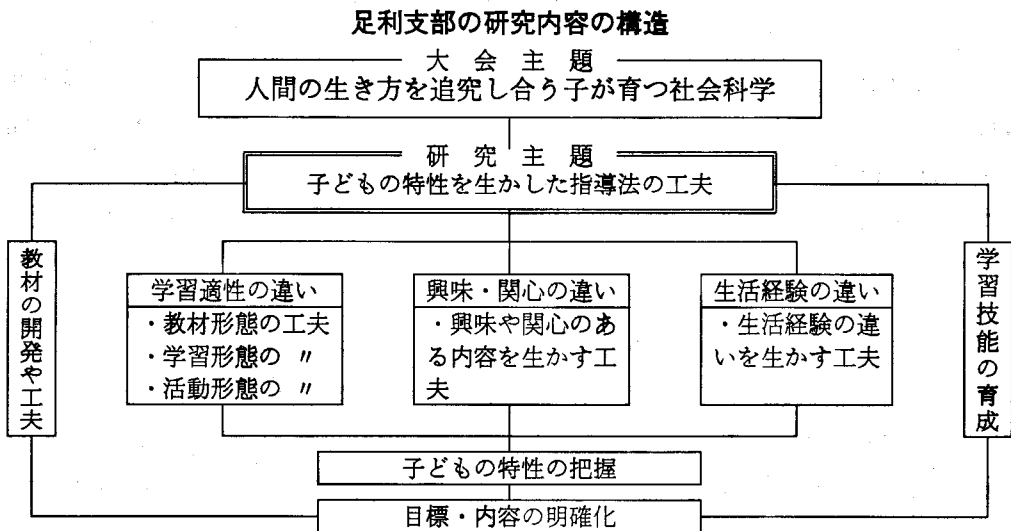 足利支部の研究内容の構造
大会主題
人間の生き方を追究し合う子が育つ社会科学
研究主題
子どもの特性を生かした指導法の工夫
教材の開発や工夫
学習適性の違い
・教材形態の工夫
・学習形態の 〃
・活動形態の 〃
興味・関心の違い
・興味や関心のあ
る内容を生かす工
夫
生活経験の違い
・生活経験の違
いを生かす工夫
学習技能の育成
子どもの特性の把握
目標・内容の明確化